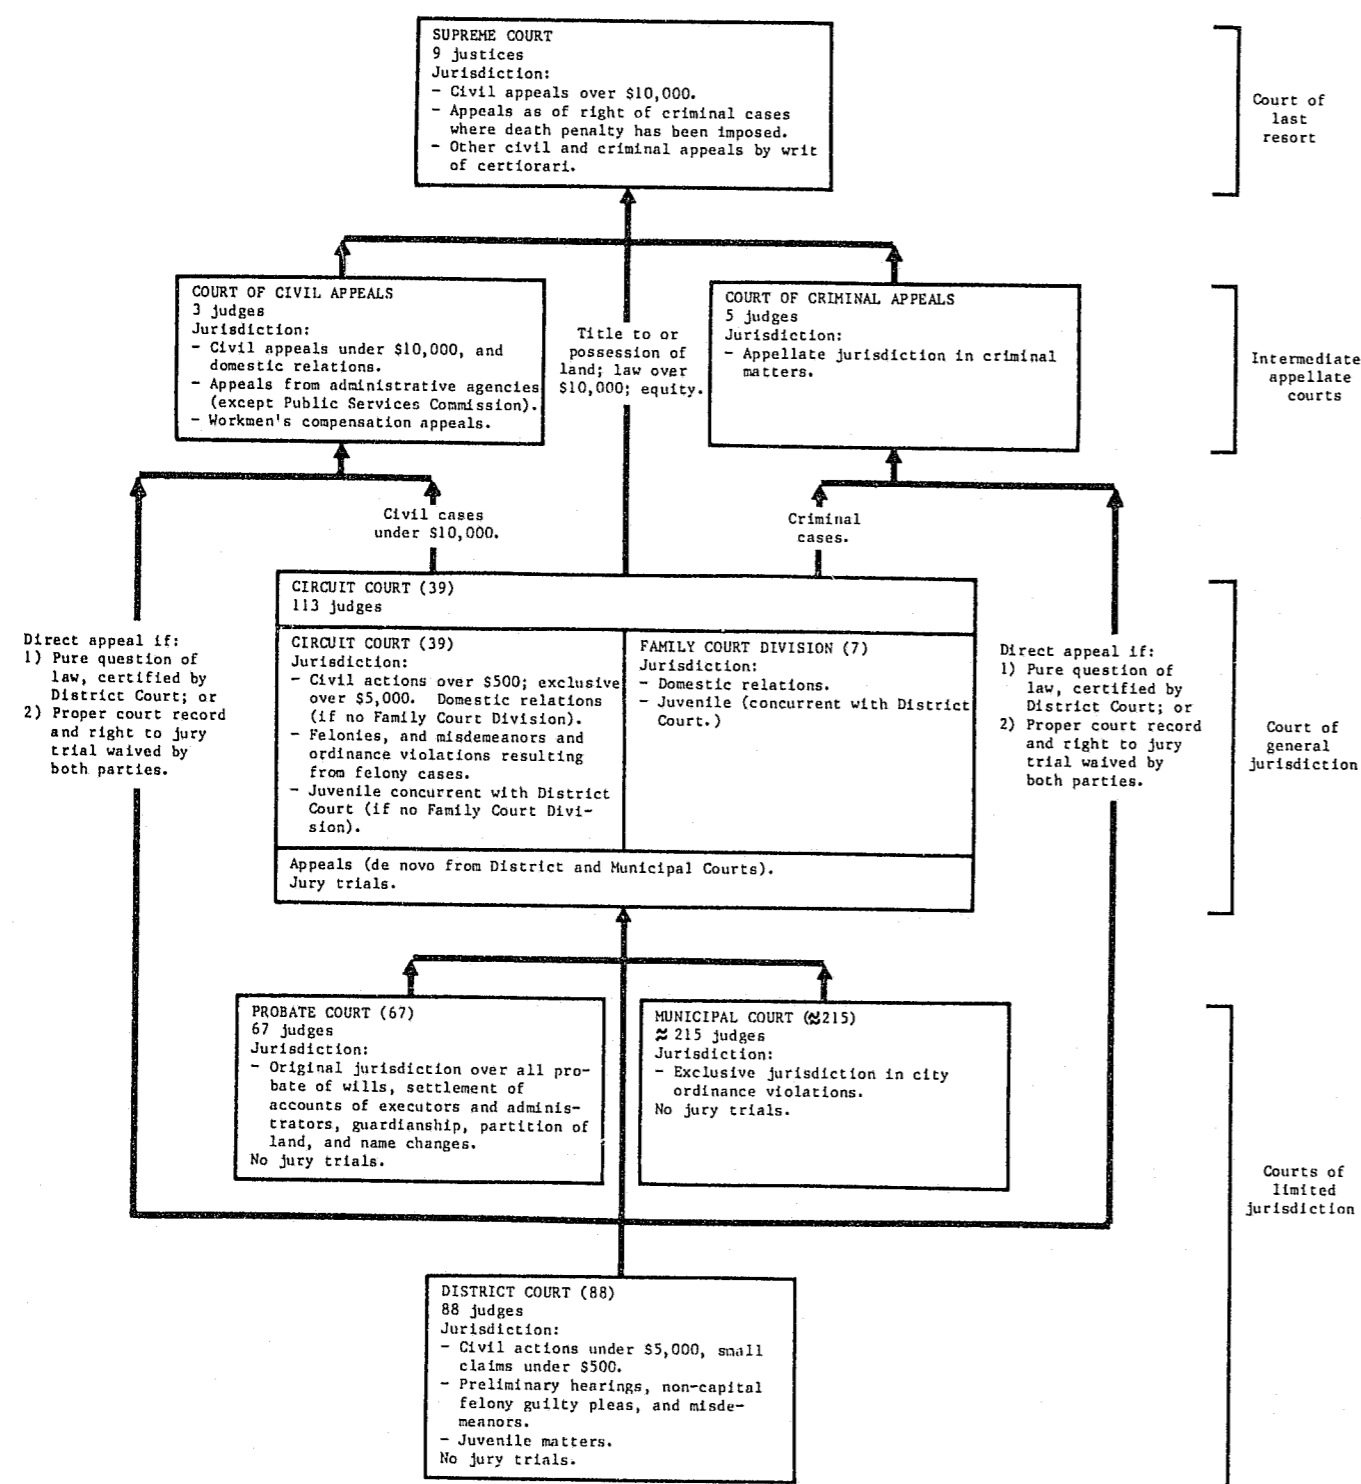 SUPREME COURT
9 justices
Jurisdiction:
- Civil appeals over $10,000.
- Appeals as of right of criminal cases
where death penalty has been imposed.
- Other civil and criminal appeals by writ
of certiorari.
Court of
last
resort
COURT OF CIVIL APPEALS
3 judges
Jurisdiction:
- Civil appeals under $10,000, and
domestic relations.
- Appeals from administrative agencies
(except Public Services Commission).
- Workmen's compensation appeals.
Title to or
possession of
land; law over
$10,000; equity.
COURT OF CRIMINAL APPEALS
5 judges
Jurisdiction:
- Appellate jurisdiction in criminal
matters.
Intermediate
appellate
courts
Civil cases
under $10,000.
Criminal
cases.
Direct appeal if:
1) Pure question of
law, certified by
District Court; or
2) Proper court record
and right to jury
trial waived by
both parties.
CIRCUIT COURT (39)
113 judges
CIRCUIT COURT (39)
Jurisdiction:
- Civil actions over $500; exclusive
over $5,000. Domestic relations
(if no Family Court Division).
- Felonies, and misdemeanors and
ordinance violations resulting
from felony cases.
- Juvenile concurrent with District
Court (if no Family Court Divi-
sion).
FAMILY COURT DIVISION (7)
Jurisdiction:
- Domestic relations.
- Juvenile (concurrent with District
Court.)
Appeals (de novo from District and Municipal Courts).
Jury trials.
Direct appeal if:
1) Pure question of
law, certified by
District Court; or
2) Proper court record
and right to jury
trial waived by
both parties.
Court of
general
jurisdiction
PROBATE COURT (67)
67 judges
Jurisdiction:
- Original jurisdiction over all pro-
bate of wills, settlement of
accounts of executors and adminis-
trators, guardianship, partition of
land, and name changes.
No jury trials.
MUNICIPAL COURT (≈215)
≈ 215 judges
Jurisdiction:
- Exclusive jurisdiction in city
ordinance violations.
No jury trials.
Courts of
limited
jurisdiction
DISTRICT COURT (88)
88 judges
Jurisdiction:
- Civil actions under $5,000, small
claims under $500.
- Preliminary hearings, non-capital
felony guilty pleas, and misde-
meanors.
- Juvenile matters.
No jury trials.